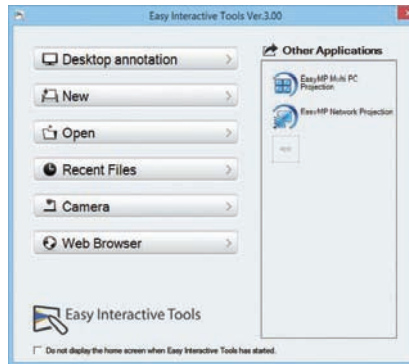 Easy Interactive Tools Ver.3.00
Desktop annotation
New
Open
Recent Files
Camera
Web Browser
Other Applications
EasyMP Multi PC
Projection
EasyMP Network Projection
Easy Interactive Tools
Do not display the home screen when Easy Interactive Tools has started.